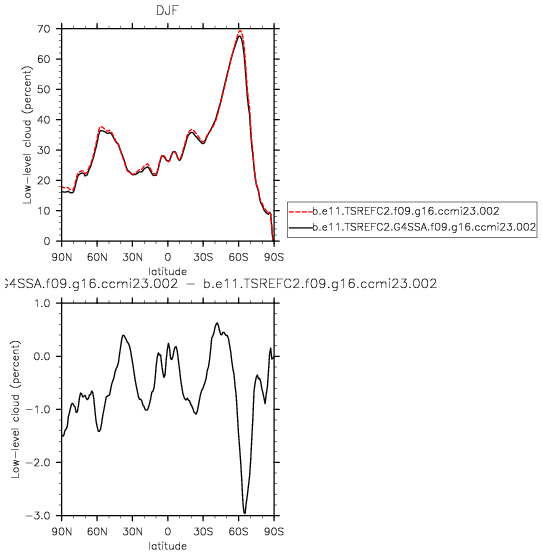 DJF
70
60
50
40
30
20
10
0
Low-level cloud (percent)
90N 60N 30N 0 30S 60S 90S
latitude
b.e11.TSREFC2.f09.g16.ccmi23.002
b.e11.TSREFC2.G4SSA.f09.g16.ccmi23.002
G4SSA.f09.g16.ccmi23.002 − b.e11.TSREFC2.f09.g16.ccmi23.002
1.0
0.0
−1.0
−2.0
−3.0
Low-level cloud (percent)
90N 60N 30N 0 30S 60S 90S
latitude